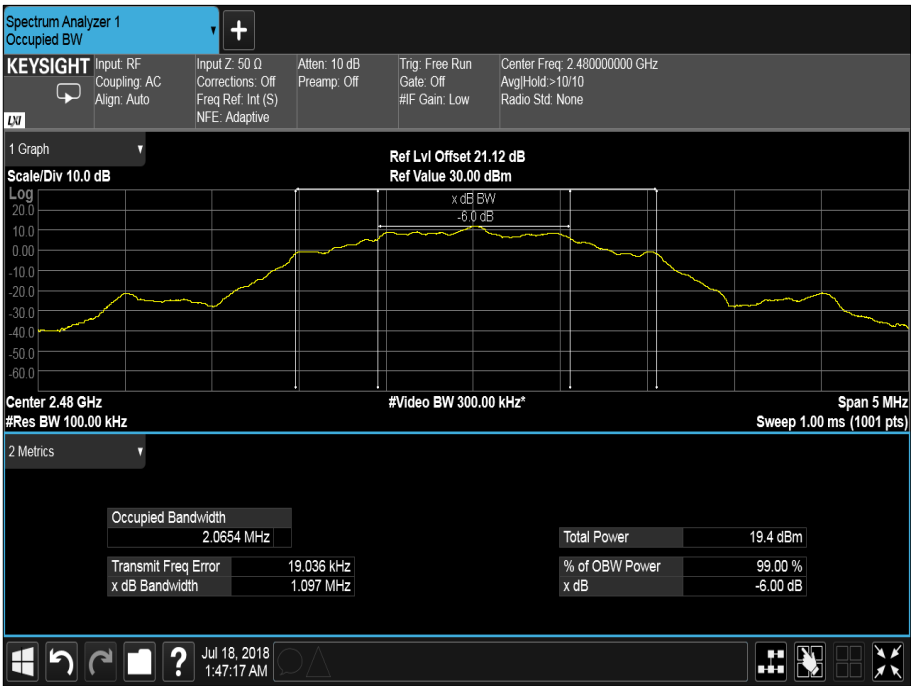 Spectrum Analyzer 1
Occupied BW
+
KEYSIGHT
LXI
Input: RF
Coupling: AC
Align: Auto
Input Z: 50 Ω
Corrections: Off
Freq Ref: Int (S)
NFE: Adaptive
Atten: 10 dB
Preamp: Off
Trig: Free Run
Gate: Off
#IF Gain: Low
Center Freq: 2.480000000 GHz
Avg|Hold:>10/10
Radio Std: None
1 Graph
Scale/Div 10.0 dB
Ref Lvl Offset 21.12 dB
Ref Value 30.00 dBm
Log
x dB BW
-6.0 dB
20.0
10.0
0.00
-10.0
-20.0
-30.0
-40.0
-50.0
-60.0
Center 2.48 GHz
#Video BW 300.00 kHz*
Span 5 MHz
#Res BW 100.00 kHz
Sweep 1.00 ms (1001 pts)
2 Metrics
Occupied Bandwidth
2.0654 MHz
Total Power 19.4 dBm
Transmit Freq Error 19.036 kHz
% of OBW Power 99.00 %
x dB Bandwidth 1.097 MHz
x dB -6.00 dB
?
Jul 18, 2018
1:47:17 AM